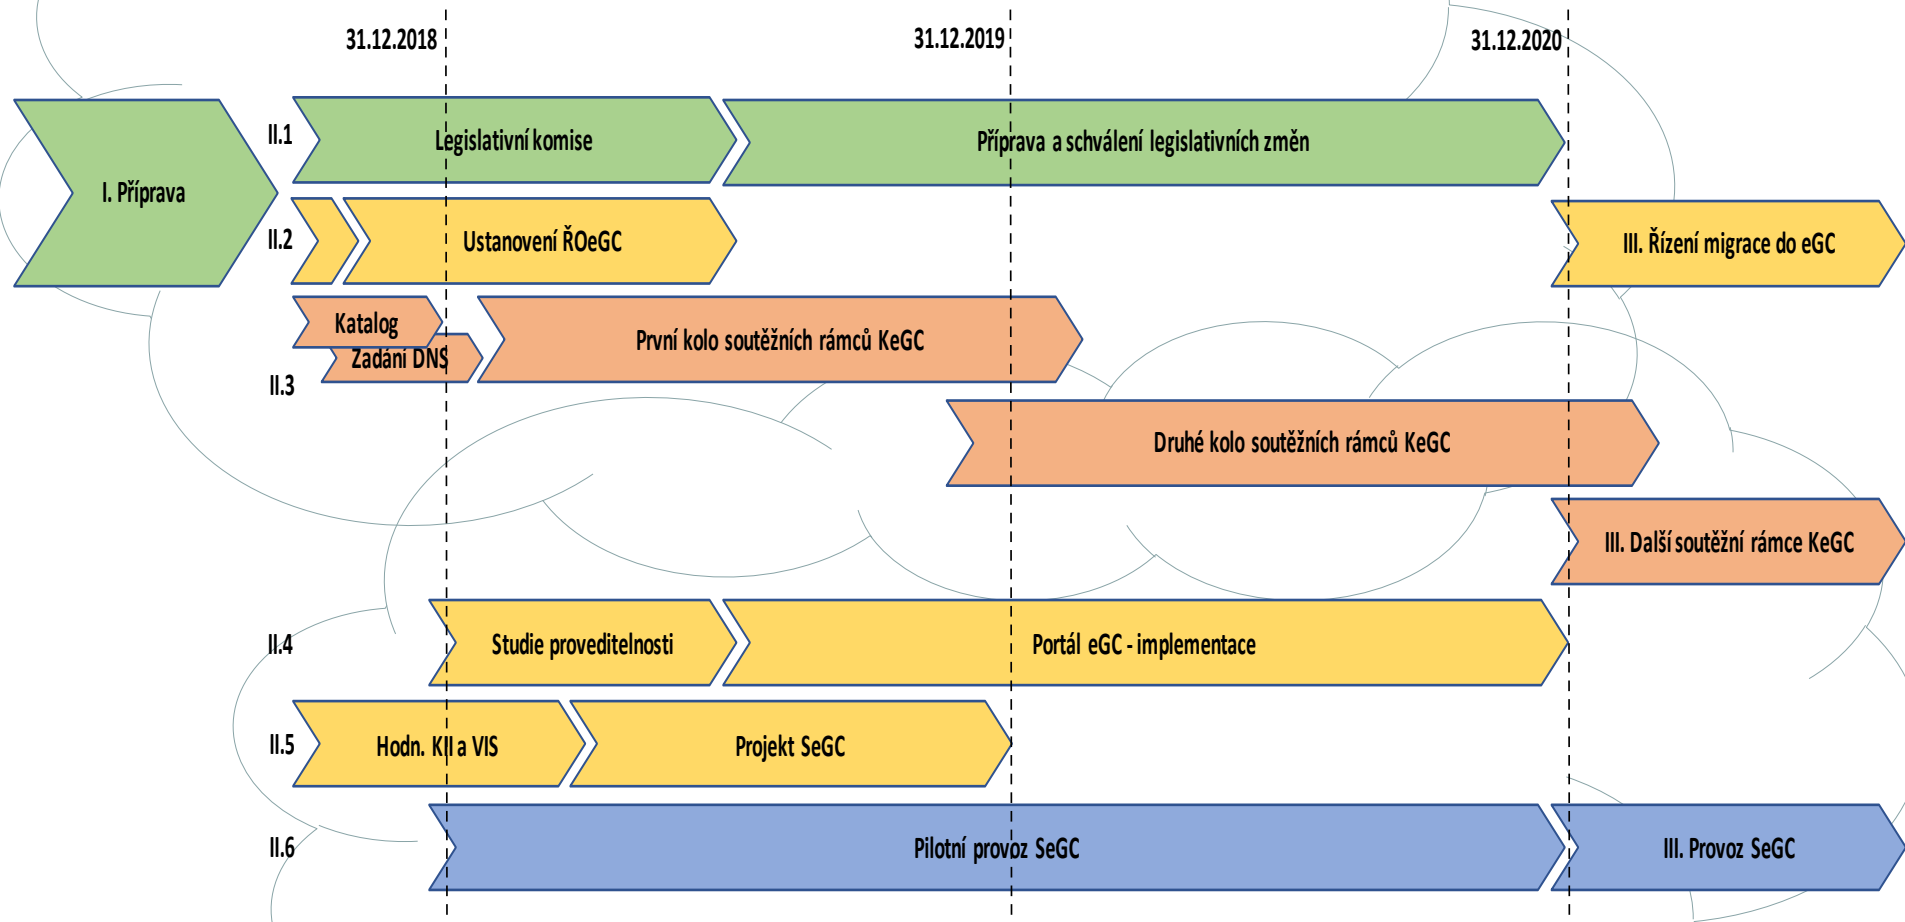 31.12.2018
31.12.2019
31.12.2020
I. Příprava
II.1
Legislativní komise
Příprava a schválení legislativních změn
II.2
Ustanovení ŘOeGC
III. Řízení migrace do eGC
Katalog
Zadání DNS
První kolo soutěžních rámců KeGC
II.3
Druhé kolo soutěžních rámců KeGC
III. Další soutěžní rámce KeGC
II.4
Studie proveditelnosti
Portál eGC - implementace
II.5
Hodn. KII a VIS
Projekt SeGC
II.6
Pilotní provoz SeGC
III. Provoz SeGC